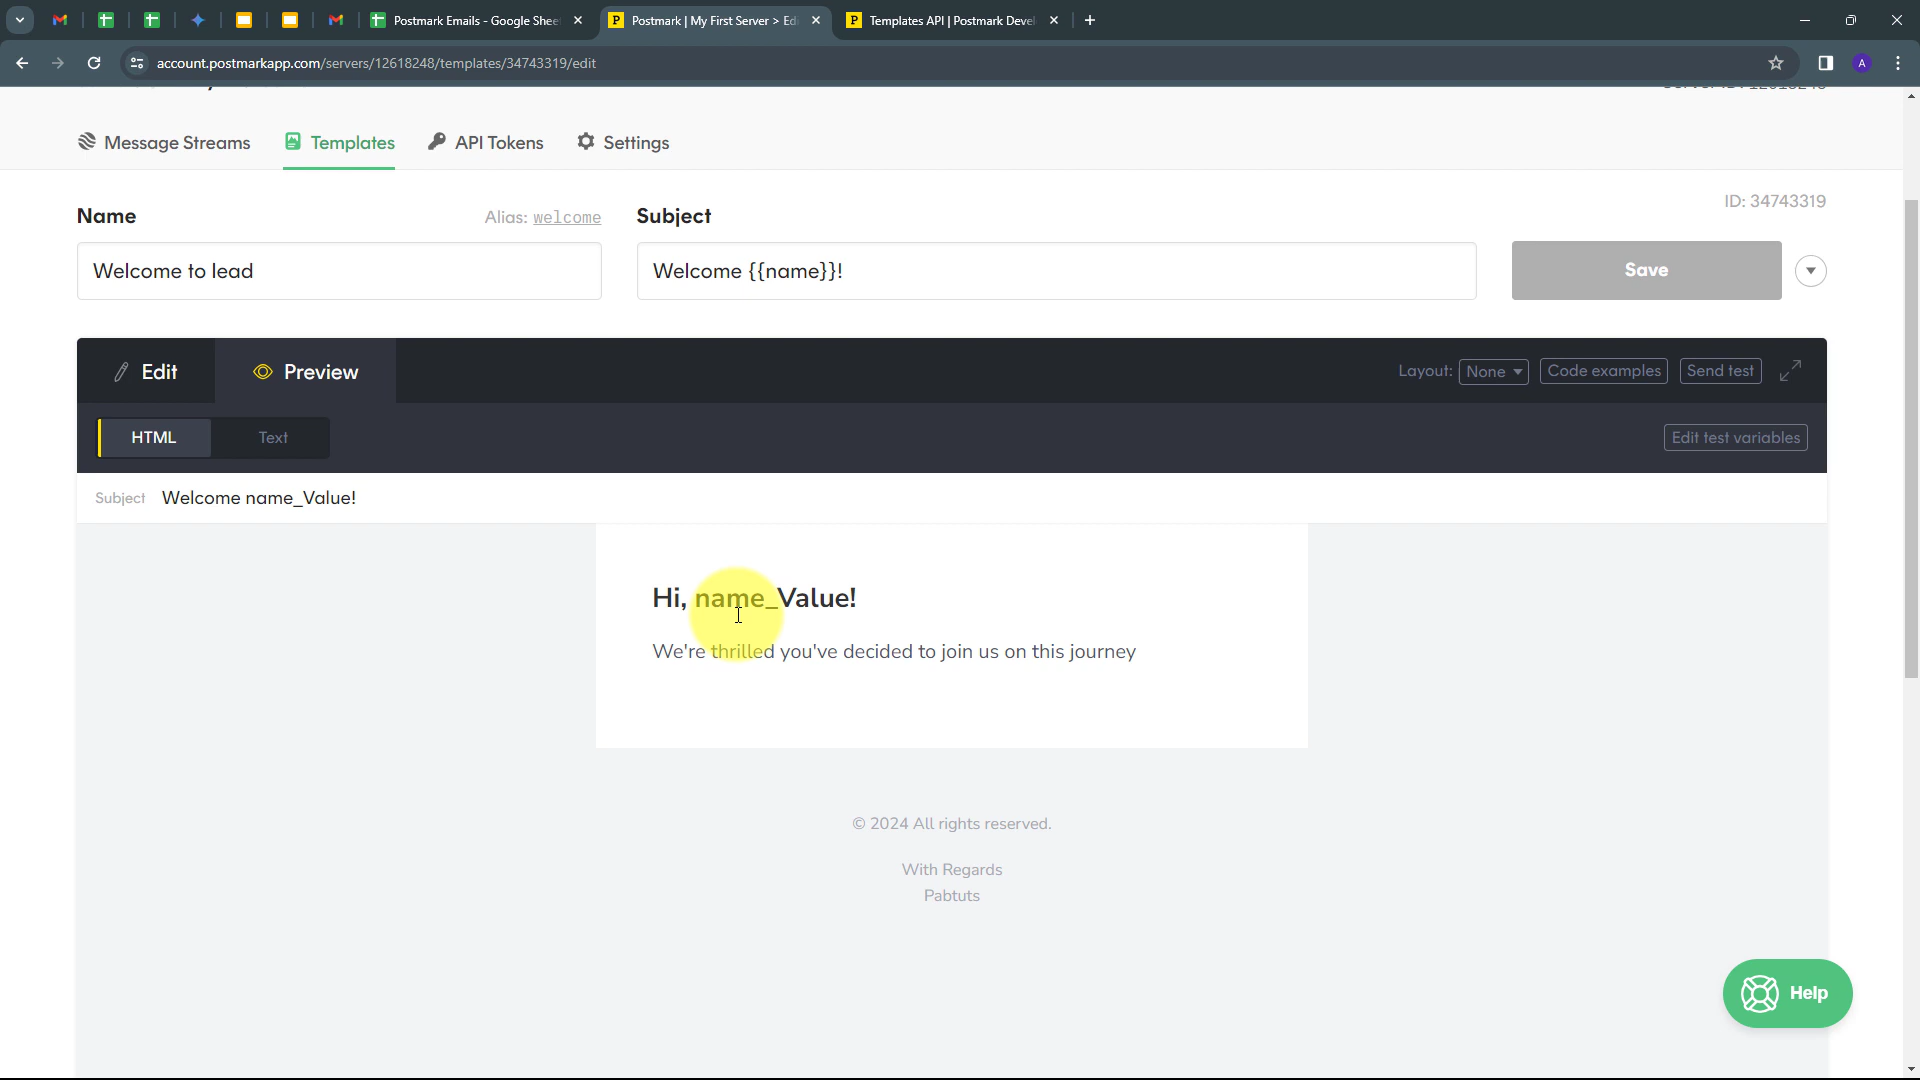 Postmark Emails - Google Shee
Postmark | My First Server > Ed
Templates API | Postmark Devel
account.postmarkapp.com/servers/12618248/templates/34743319/edit
A
Message Streams
Templates
API Tokens
Settings
ID: 34743319
Name
Alias: welcome
Subject
Welcome to lead
Welcome {{name}}!
Save
Edit
Preview
Layout: None
Code examples
Send test
HTML
Text
Edit test variables
Subject Welcome name_Value!
Hi, name_Value!
We're thrilled you've decided to join us on this journey
© 2024 All rights reserved.
With Regards
Pabtuts
Help